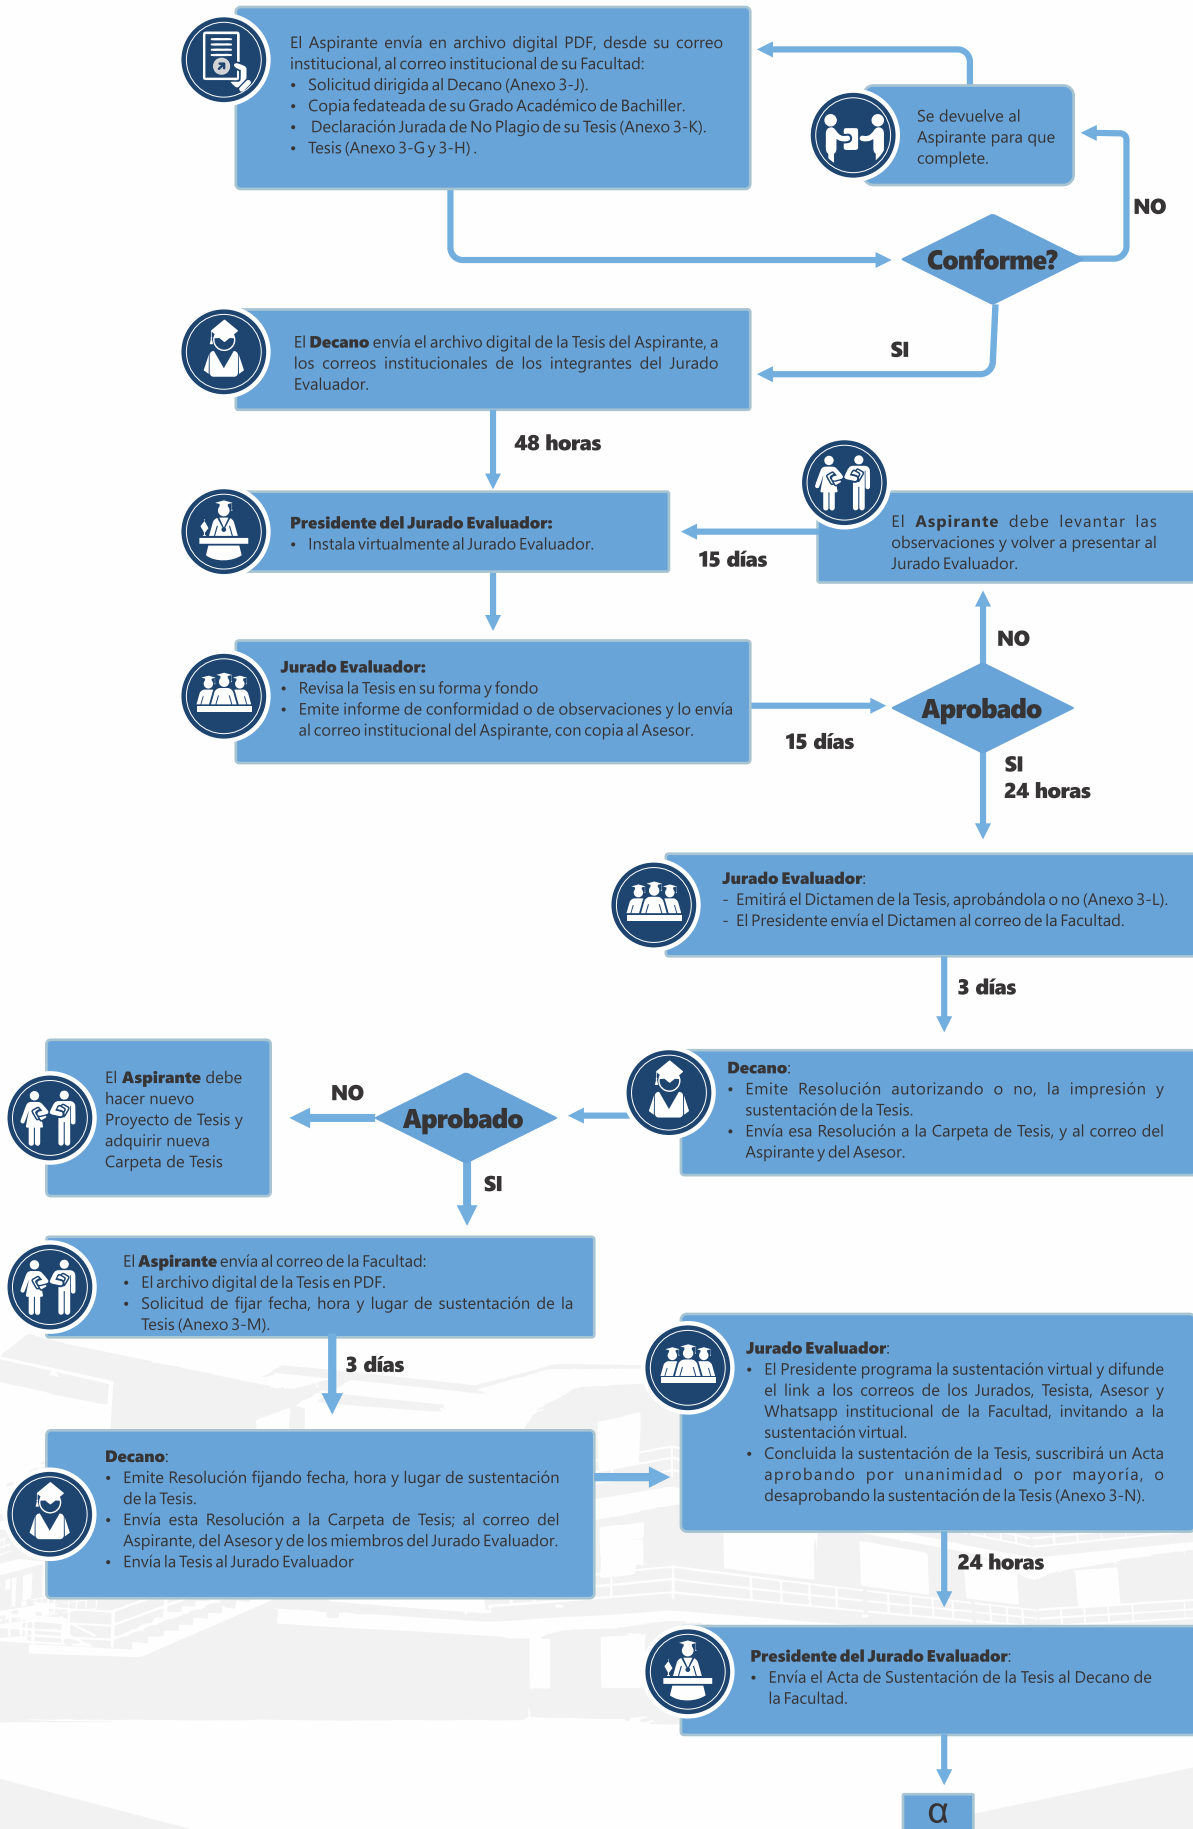 El Aspirante envía en archivo digital PDF, desde su correo
institucional, al correo institucional de su Facultad:
• Solicitud dirigida al Decano (Anexo 3-J).
• Copia fedateada de su Grado Académico de Bachiller.
• Declaración Jurada de No Plagio de su Tesis (Anexo 3-K).
• Tesis (Anexo 3-G y 3-H) .
Se devuelve al
Aspirante para que
complete.
NO
Conforme?
SI
El Decano envía el archivo digital de la Tesis del Aspirante, a
los correos institucionales de los integrantes del Jurado
Evaluador.
48 horas
Presidente del Jurado Evaluador:
• Instala virtualmente al Jurado Evaluador.
15 días
El Aspirante debe levantar las
observaciones y volver a presentar al
Jurado Evaluador.
NO
Jurado Evaluador:
• Revisa la Tesis en su forma y fondo
• Emite informe de conformidad o de observaciones y lo envía
al correo institucional del Aspirante, con copia al Asesor.
15 días
Aprobado
SI
24 horas
Jurado Evaluador:
- Emitirá el Dictamen de la Tesis, aprobándola o no (Anexo 3-L).
- El Presidente envía el Dictamen al correo de la Facultad.
3 días
Decano:
• Emite Resolución autorizando o no, la impresión y
sustentación de la Tesis.
• Envía esa Resolución a la Carpeta de Tesis, y al correo del
Aspirante y del Asesor.
Aprobado
NO
El Aspirante debe
hacer nuevo
Proyecto de Tesis y
adquirir nueva
Carpeta de Tesis
SI
El Aspirante envía al correo de la Facultad:
• El archivo digital de la Tesis en PDF.
• Solicitud de fijar fecha, hora y lugar de sustentación de la
Tesis (Anexo 3-M).
3 días
Decano:
• Emite Resolución fijando fecha, hora y lugar de sustentación
de la Tesis.
• Envía esta Resolución a la Carpeta de Tesis; al correo del
Aspirante, del Asesor y de los miembros del Jurado Evaluador.
• Envía la Tesis al Jurado Evaluador
Jurado Evaluador:
• El Presidente programa la sustentación virtual y difunde
el link a los correos de los Jurados, Tesista, Asesor y
Whatsapp institucional de la Facultad, invitando a la
sustentación virtual.
• Concluida la sustentación de la Tesis, suscribirá un Acta
aprobando por unanimidad o por mayoría, o
desaprobando la sustentación de la Tesis (Anexo 3-N).
24 horas
Presidente del Jurado Evaluador:
• Envía el Acta de Sustentación de la Tesis al Decano de
la Facultad.
α